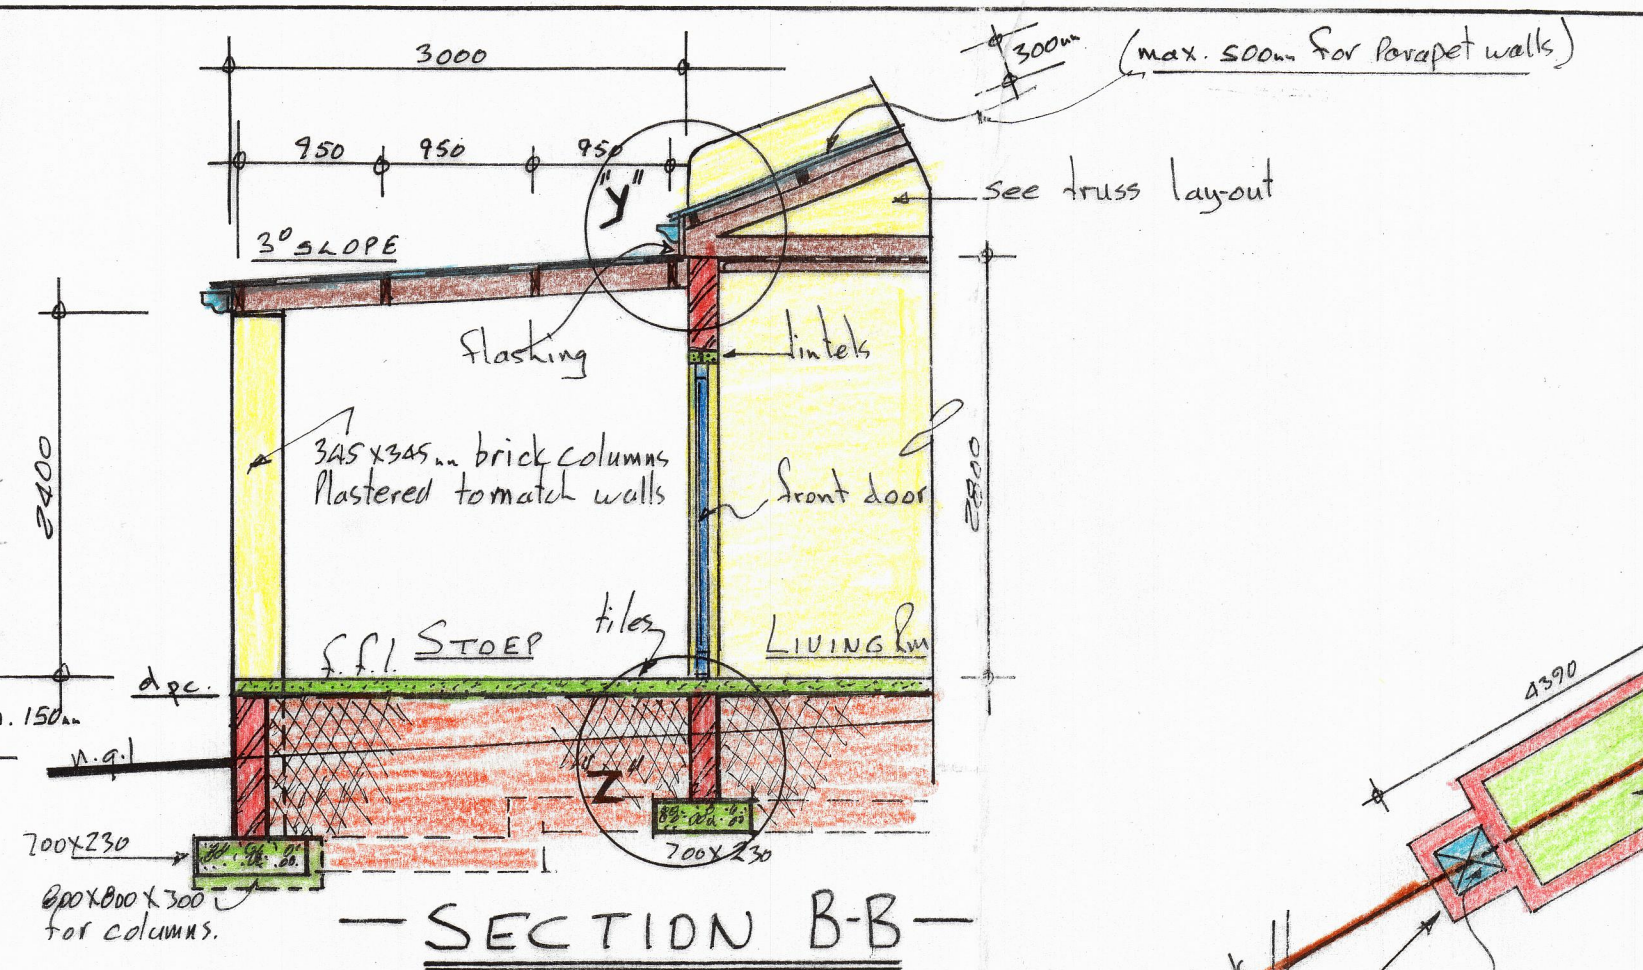 3000
300mm
(max. 500mm for Parapet walls)
950 950 950
"Y"
see truss lay-out
3° SLOPE
flashing
lintels
2400
345x345mm brick columns
Plastered to match walls
front door
2800
tiles
f.f.l. STOEP
LIVING Rm
dpc.
150mm
n.g.l
"Z"
4390
700x230
700x230
800x800x300
for columns.
— SECTION B-B —